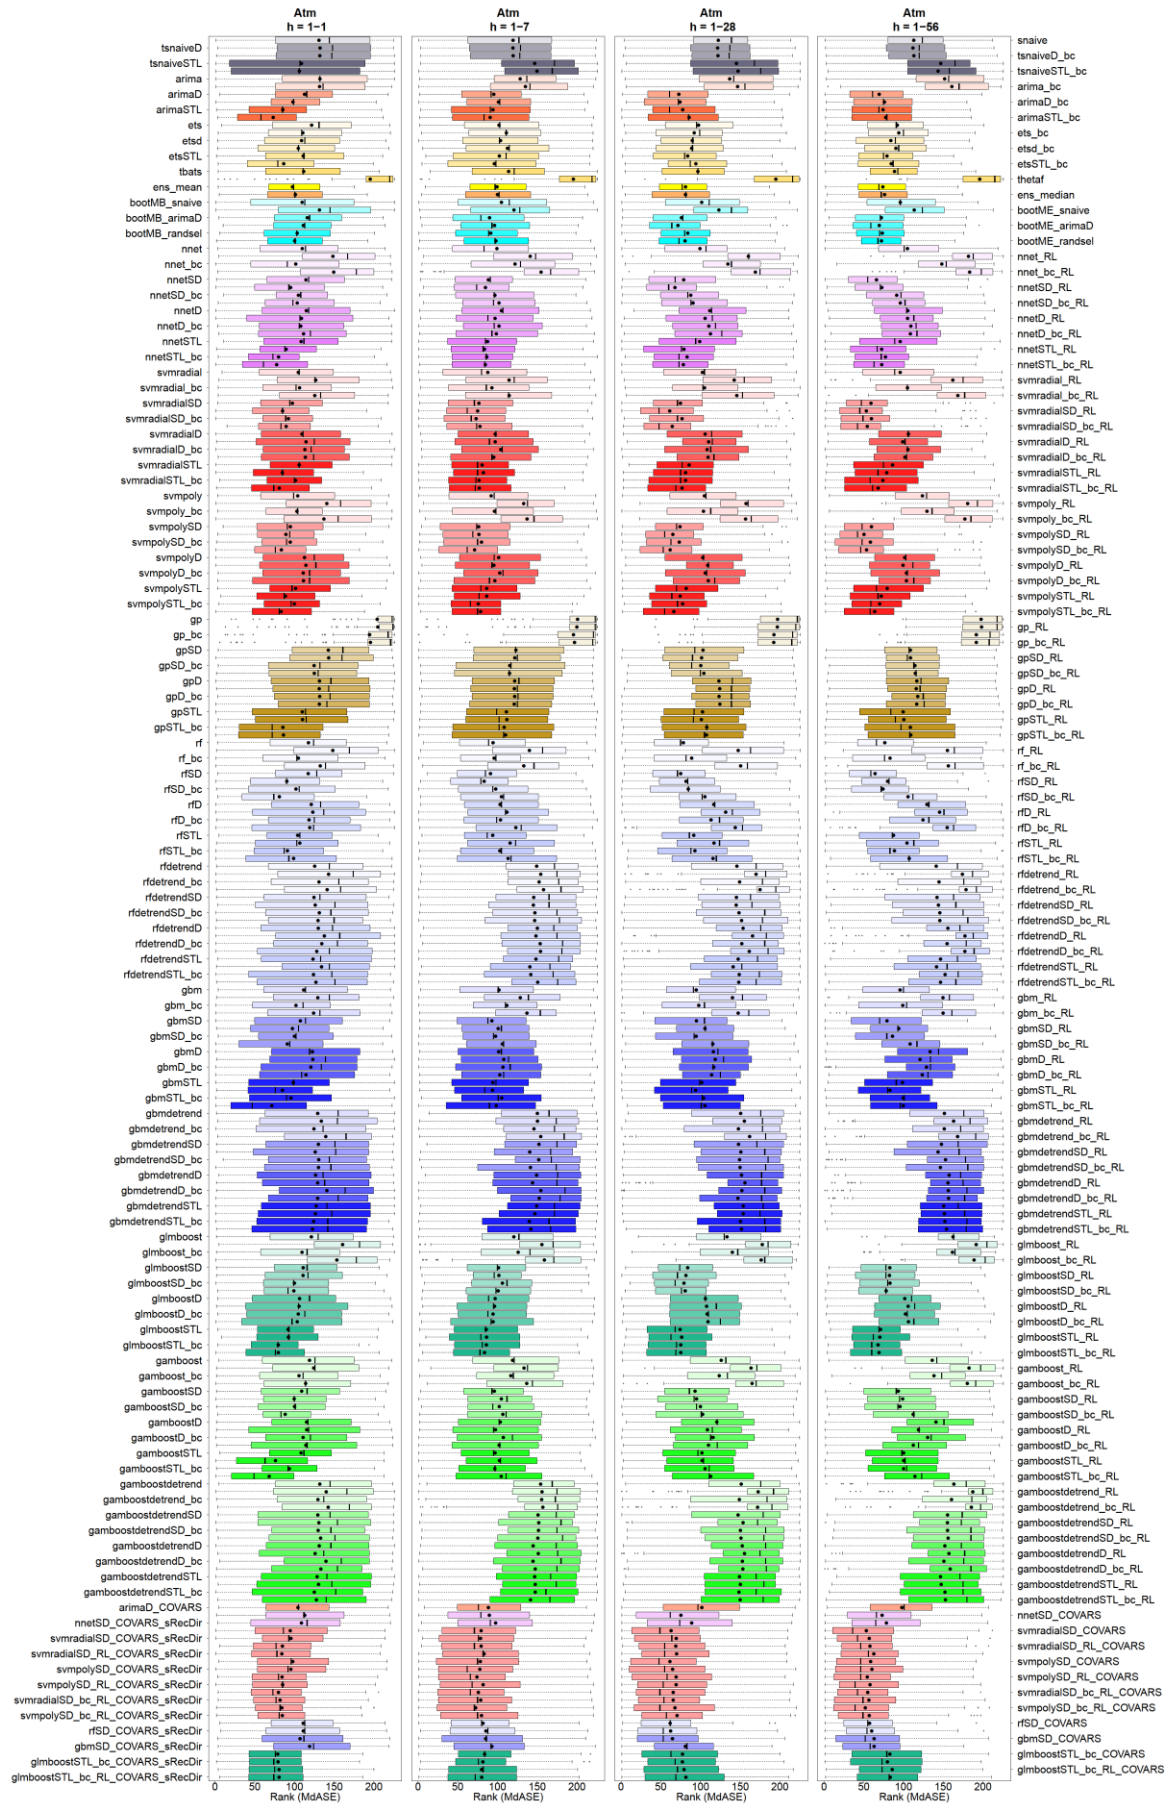 Atm Atm Atm Atm
h = 1−1 h = 1−7 h = 1−28 h = 1−56
snaive
tsnaiveD
tsnaiveD_bc
tsnaiveSTL
tsnaiveSTL_bc
arima
arima_bc
arimaD
arimaD_bc
arimaSTL
arimaSTL_bc
ets
ets_bc
etsd
etsd_bc
etsSTL
etsSTL_bc
tbats
thetaf
ens_mean
ens_median
bootMB_snaive
bootME_snaive
bootMB_arimaD
bootME_arimaD
bootMB_randsel
bootME_randsel
nnet
nnet_RL
nnet_bc
nnet_bc_RL
nnetSD
nnetSD_RL
nnetSD_bc
nnetSD_bc_RL
nnetD
nnetD_RL
nnetD_bc
nnetD_bc_RL
nnetSTL
nnetSTL_RL
nnetSTL_bc
nnetSTL_bc_RL
svmradial
svmradial_RL
svmradial_bc
svmradial_bc_RL
svmradialSD
svmradialSD_RL
svmradialSD_bc
svmradialSD_bc_RL
svmradialD
svmradialD_RL
svmradialD_bc
svmradialD_bc_RL
svmradialSTL
svmradialSTL_RL
svmradialSTL_bc
svmradialSTL_bc_RL
svmpoly
svmpoly_RL
svmpoly_bc
svmpoly_bc_RL
svmpolySD
svmpolySD_RL
svmpolySD_bc
svmpolySD_bc_RL
svmpolyD
svmpolyD_RL
svmpolyD_bc
svmpolyD_bc_RL
svmpolySTL
svmpolySTL_RL
svmpolySTL_bc
svmpolySTL_bc_RL
gp
gp_RL
gp_bc
gp_bc_RL
gpSD
gpSD_RL
gpSD_bc
gpSD_bc_RL
gpD
gpD_RL
gpD_bc
gpD_bc_RL
gpSTL
gpSTL_RL
gpSTL_bc
gpSTL_bc_RL
rf
rf_RL
rf_bc
rf_bc_RL
rfSD
rfSD_RL
rfSD_bc
rfSD_bc_RL
rfD
rfD_RL
rfD_bc
rfD_bc_RL
rfSTL
rfSTL_RL
rfSTL_bc
rfSTL_bc_RL
rfdetrend
rfdetrend_RL
rfdetrend_bc
rfdetrend_bc_RL
rfdetrendSD
rfdetrendSD_RL
rfdetrendSD_bc
rfdetrendSD_bc_RL
rfdetrendD
rfdetrendD_RL
rfdetrendD_bc
rfdetrendD_bc_RL
rfdetrendSTL
rfdetrendSTL_RL
rfdetrendSTL_bc
rfdetrendSTL_bc_RL
gbm
gbm_RL
gbm_bc
gbm_bc_RL
gbmSD
gbmSD_RL
gbmSD_bc
gbmSD_bc_RL
gbmD
gbmD_RL
gbmD_bc
gbmD_bc_RL
gbmSTL
gbmSTL_RL
gbmSTL_bc
gbmSTL_bc_RL
gbmdetrend
gbmdetrend_RL
gbmdetrend_bc
gbmdetrend_bc_RL
gbmdetrendSD
gbmdetrendSD_RL
gbmdetrendSD_bc
gbmdetrendSD_bc_RL
gbmdetrendD
gbmdetrendD_RL
gbmdetrendD_bc
gbmdetrendD_bc_RL
gbmdetrendSTL
gbmdetrendSTL_RL
gbmdetrendSTL_bc
gbmdetrendSTL_bc_RL
glmboost
glmboost_RL
glmboost_bc
glmboost_bc_RL
glmboostSD
glmboostSD_RL
glmboostSD_bc
glmboostSD_bc_RL
glmboostD
glmboostD_RL
glmboostD_bc
glmboostD_bc_RL
glmboostSTL
glmboostSTL_RL
glmboostSTL_bc
glmboostSTL_bc_RL
gamboost
gamboost_RL
gamboost_bc
gamboost_bc_RL
gamboostSD
gamboostSD_RL
gamboostSD_bc
gamboostSD_bc_RL
gamboostD
gamboostD_RL
gamboostD_bc
gamboostD_bc_RL
gamboostSTL
gamboostSTL_RL
gamboostSTL_bc
gamboostSTL_bc_RL
gamboostdetrend
gamboostdetrend_RL
gamboostdetrend_bc
gamboostdetrend_bc_RL
gamboostdetrendSD
gamboostdetrendSD_RL
gamboostdetrendSD_bc
gamboostdetrendSD_bc_RL
gamboostdetrendD
gamboostdetrendD_RL
gamboostdetrendD_bc
gamboostdetrendD_bc_RL
gamboostdetrendSTL
gamboostdetrendSTL_RL
gamboostdetrendSTL_bc
gamboostdetrendSTL_bc_RL
arimaD_COVARS
nnetSD_COVARS
nnetSD_COVARS_sRecDir
svmradialSD_COVARS
svmradialSD_COVARS_sRecDir
svmradialSD_RL_COVARS
svmradialSD_RL_COVARS_sRecDir
svmpolySD_COVARS
svmpolySD_COVARS_sRecDir
svmpolySD_RL_COVARS
svmpolySD_RL_COVARS_sRecDir
svmradialSD_bc_RL_COVARS
svmradialSD_bc_RL_COVARS_sRecDir
svmpolySD_bc_RL_COVARS
svmpolySD_bc_RL_COVARS_sRecDir
rfSD_COVARS
rfSD_COVARS_sRecDir
gbmSD_COVARS
gbmSD_COVARS_sRecDir
glmboostSTL_bc_COVARS
glmboostSTL_bc_COVARS_sRecDir
glmboostSTL_bc_RL_COVARS
glmboostSTL_bc_RL_COVARS_sRecDir
0 50 100 150 200 0 50 100 150 200 0 50 100 150 200 0 50 100 150 200
Rank (MdASE) Rank (MdASE) Rank (MdASE) Rank (MdASE)